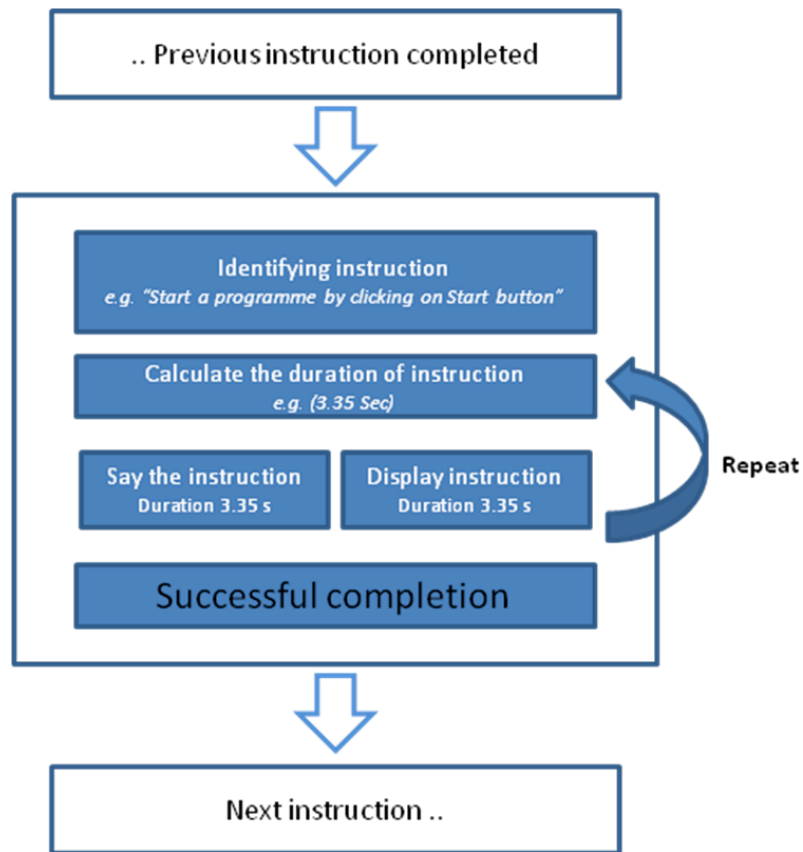 .. Previous instruction completed
Identifying instruction
e.g. “Start a programme by clicking on Start button”
Calculate the duration of instruction
e.g. (3.35 Sec)
Say the instruction
Duration 3.35 s
Display instruction
Duration 3.35 s
Repeat
Successful completion
Next instruction ..